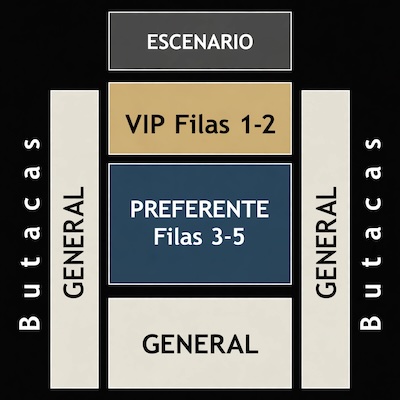 ESCENARIO
VIP Filas 1-2
PREFERENTE
Filas 3-5
Butacas
GENERAL
GENERAL
GENERAL
Butacas